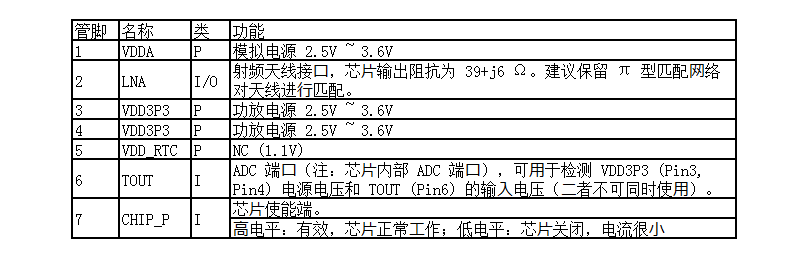 管脚 名称 类 功能
1 VDDA P 模拟电源 2.5V ~ 3.6V
2 LNA I/O 射频天线接口，芯片输出阻抗为 39+j6 Ω。建议保留 π 型匹配网络
对天线进行匹配。
3 VDD3P3 P 功放电源 2.5V ~ 3.6V
4 VDD3P3 P 功放电源 2.5V ~ 3.6V
5 VDD_RTC P NC (1.1V)
6 TOUT I ADC 端口（注：芯片内部 ADC 端口），可用于检测 VDD3P3 (Pin3,
Pin4) 电源电压和 TOUT (Pin6) 的输入电压（二者不可同时使用）。
7 CHIP_P I 芯片使能端。
高电平：有效，芯片正常工作；低电平：芯片关闭，电流很小